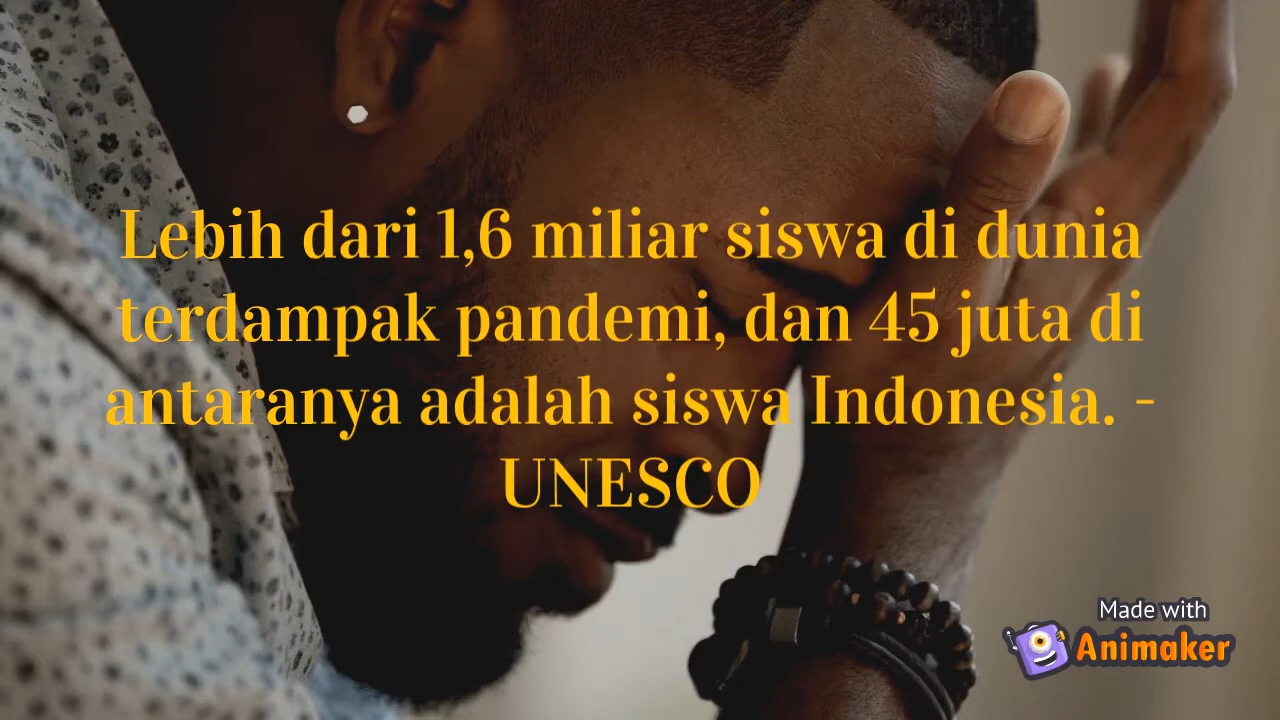 Lebih dari 1,6 miliar siswa di dunia
terdampak pandemi, dan 45 juta di
antaranya adalah siswa Indonesia. -
UNESCO
Made with
Animaker